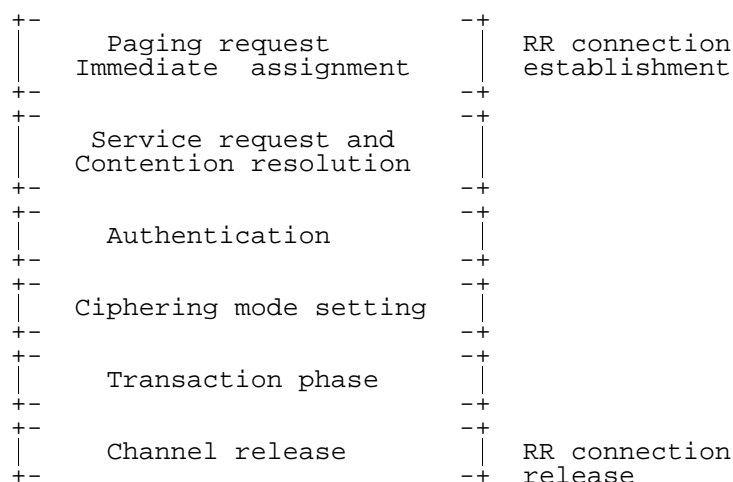 +- -+
| Paging request | RR connection
| Immediate assignment | establishment
+- -+
+- -+
| Service request and |
| Contention resolution |
+- -+
+- -+
| Authentication |
+- -+
+- -+
| Ciphering mode setting |
+- -+
+- -+
| Transaction phase |
+- -+
+- -+
| Channel release | RR connection
+- -+ release